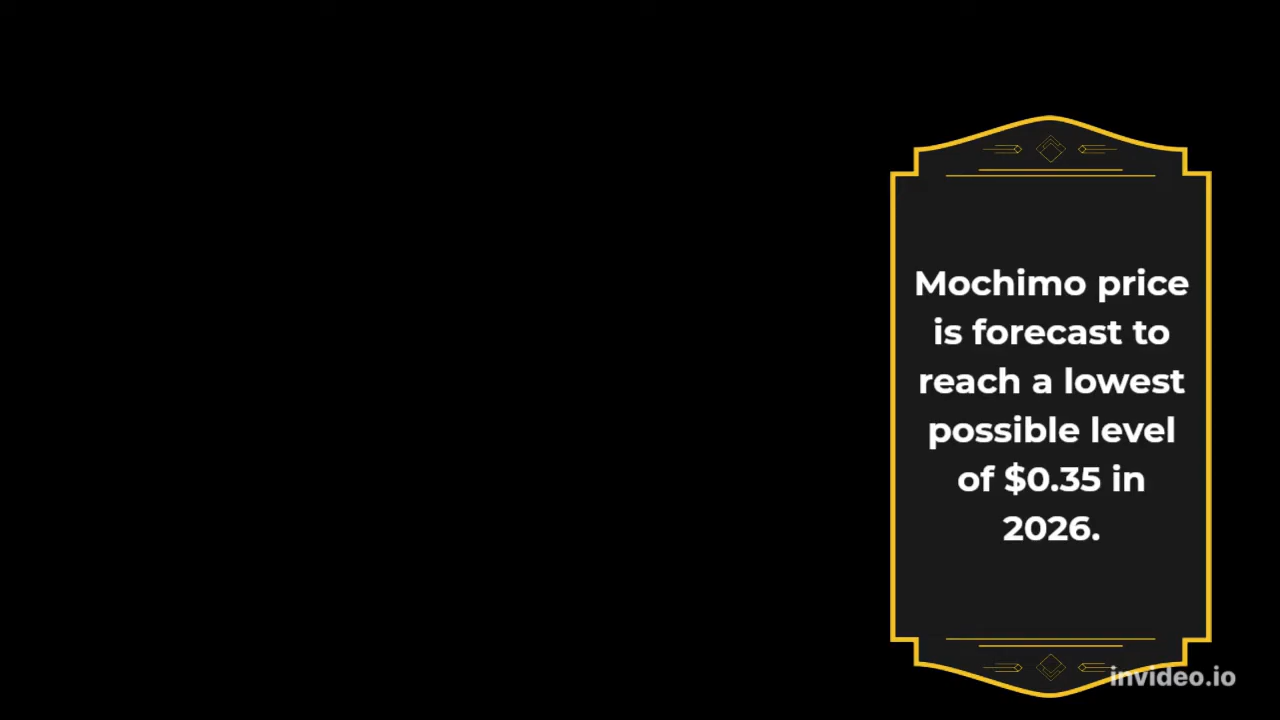 Mochimo price
is forecast to
reach a lowest
possible level
of $0.35 in
2026.
invideo.io